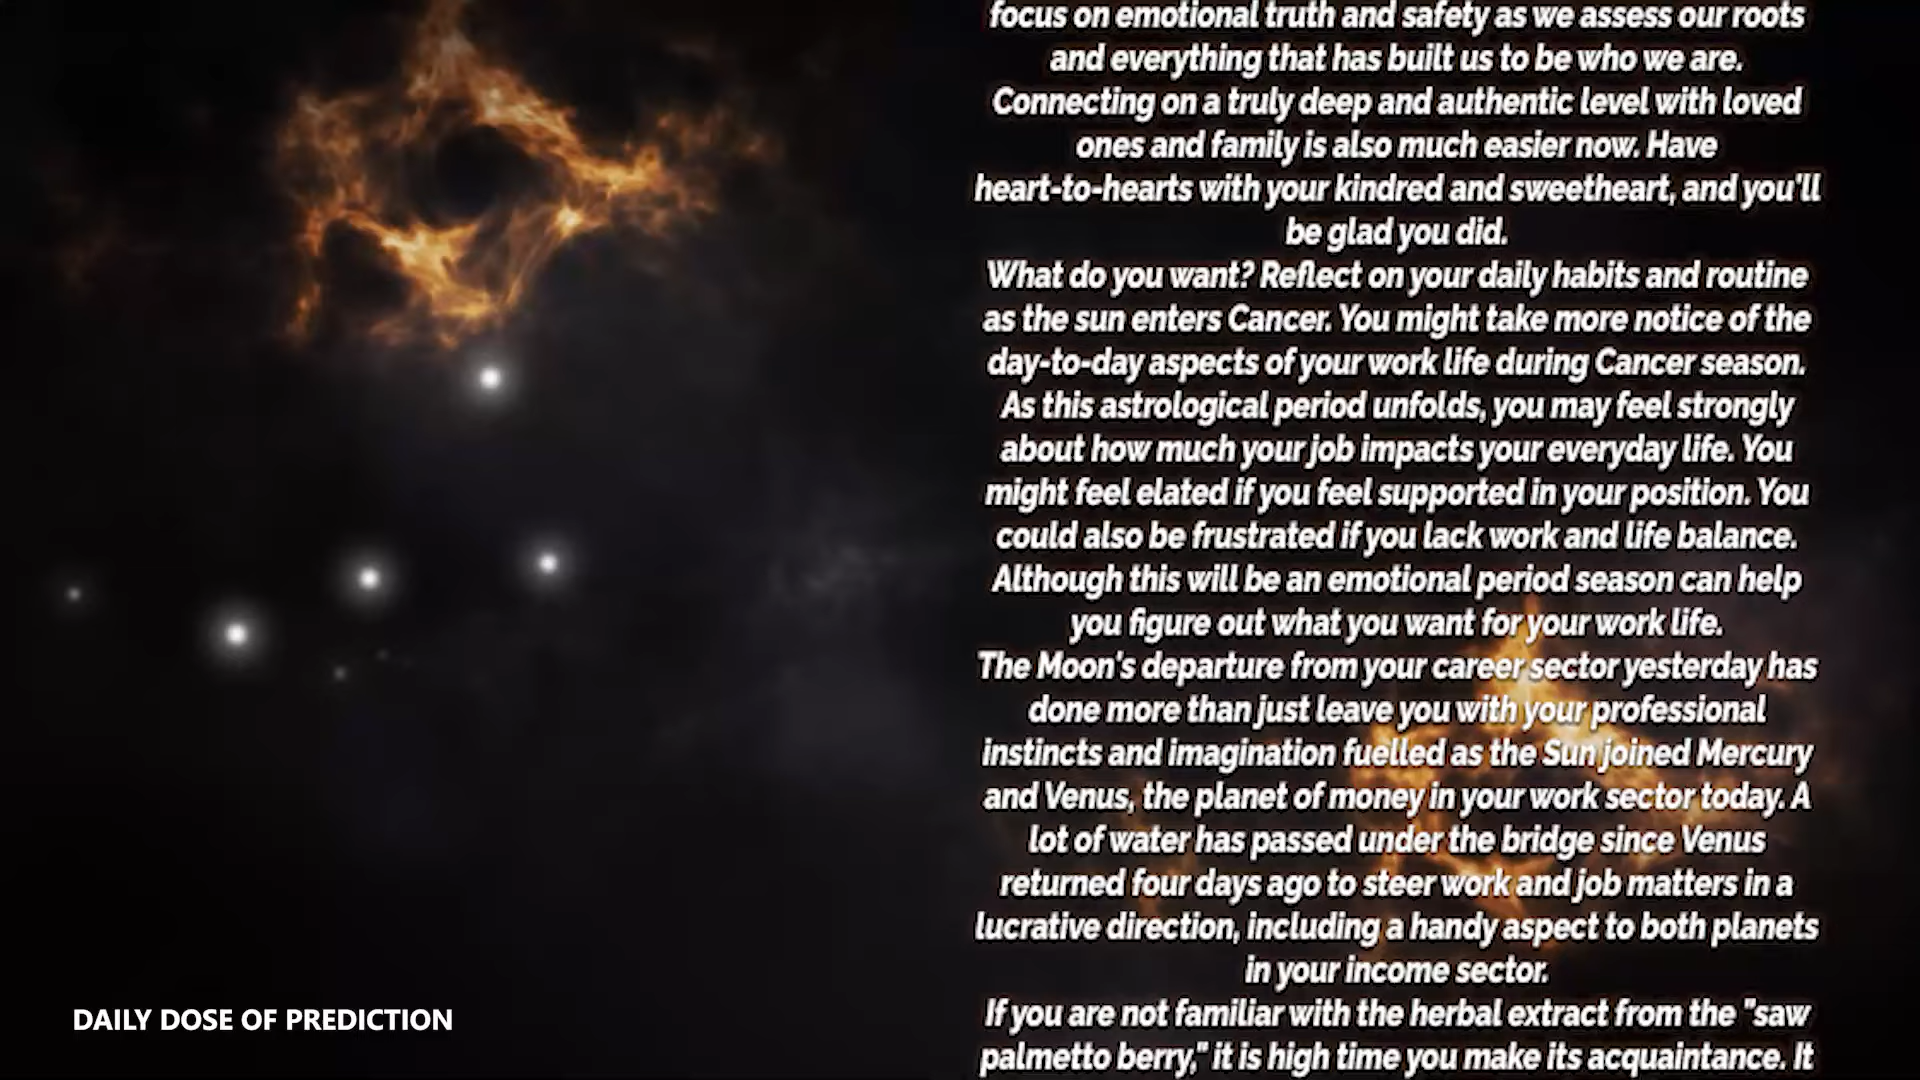 focus on emotional truth and safety as we assess our roots
and everything that has built us to be who we are.
Connecting on a truly deep and authentic level with loved
ones and family is also much easier now. Have
heart-to-hearts with your kindred and sweetheart, and you'll
be glad you did.
What do you want? Reflect on your daily habits and routine
as the sun enters Cancer. You might take more notice of the
day-to-day aspects of your work life during Cancer season.
As this astrological period unfolds, you may feel strongly
about how much your job impacts your everyday life. You
might feel elated if you feel supported in your position. You
could also be frustrated if you lack work and life balance.
Although this will be an emotional period season can help
you figure out what you want for your work life.
The Moon's departure from your career sector yesterday has
done more than just leave you with your professional
instincts and imagination fuelled as the Sun joined Mercury
and Venus, the planet of money in your work sector today. A
lot of water has passed under the bridge since Venus
returned four days ago to steer work and job matters in a
lucrative direction, including a handy aspect to both planets
in your income sector.
If you are not familiar with the herbal extract from the "saw
palmetto berry," it is high time you make its acquaintance. It
DAILY DOSE OF PREDICTION